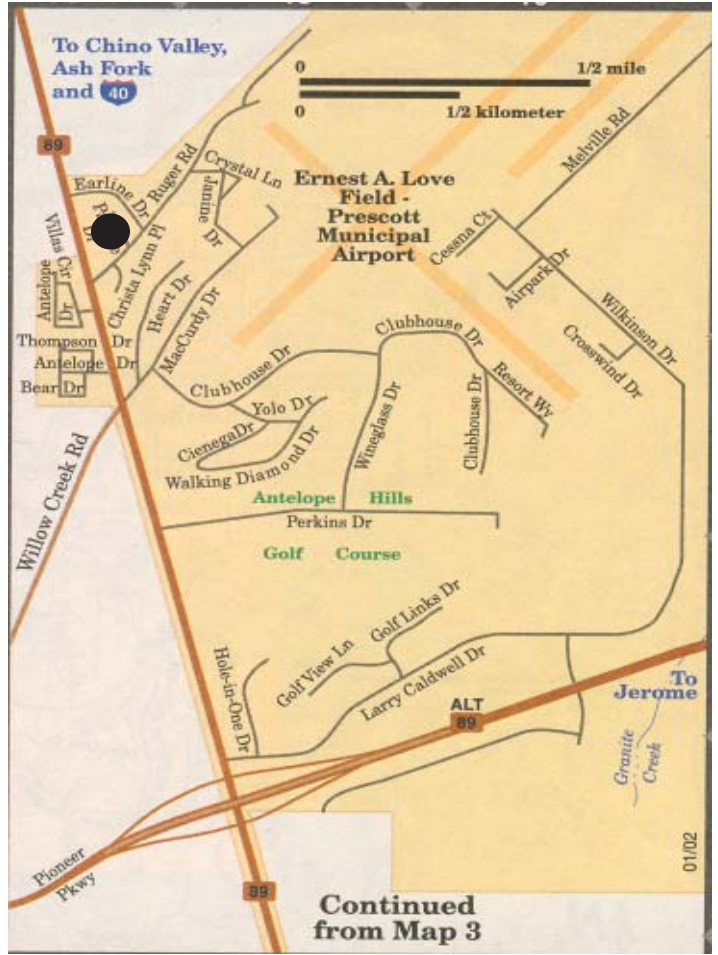 To Chino Valley,
Ash Fork
and 40
0
1/2 mile
0
1/2 kilometer
89
Melville Rd
Ruger Rd
Crystal Ln
Earline Dr
Janine Dr
Ernest A. Love
Field -
Prescott
Municipal
Airport
Villas Cir
Christa Lynn Pl
Cessna Ct
Antelope
Dr
Heart Dr
MacCurdy Dr
Airpark Dr
Wilkinson Dr
Thompson Dr
Clubhouse Dr
Crosswind Dr
Antelope Dr
Clubhouse Dr
Resort Wy
Bear Dr
Yolo Dr
Clubhouse Dr
Wineglass Dr
Cienega Dr
Walking Diamond Dr
Willow Creek Rd
Antelope Hills
Perkins Dr
Golf Course
Golf Links Dr
Golf View Ln
Hole-in-One Dr
Larry Caldwell Dr
To
Jerome
ALT
89
Granite
Creek
01/02
Pioneer
Pkwy
89
Continued
from Map 3